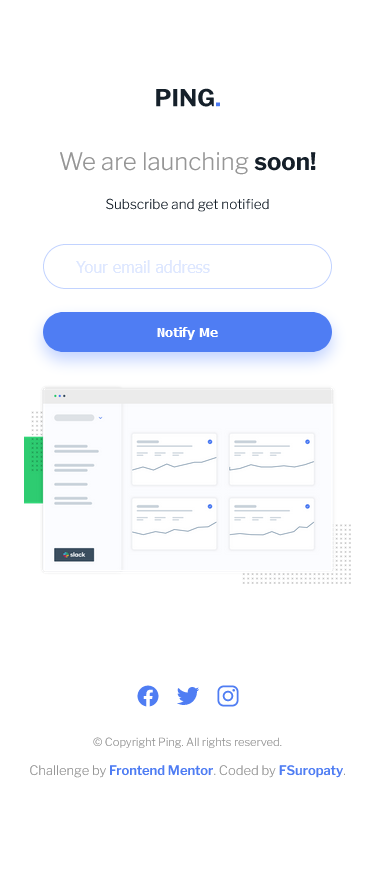 PING.
We are launching soon!
Subscribe and get notified
Your email address
Notify Me
slack
© Copyright Ping. All rights reserved.
Challenge by Frontend Mentor. Coded by FSuropaty.